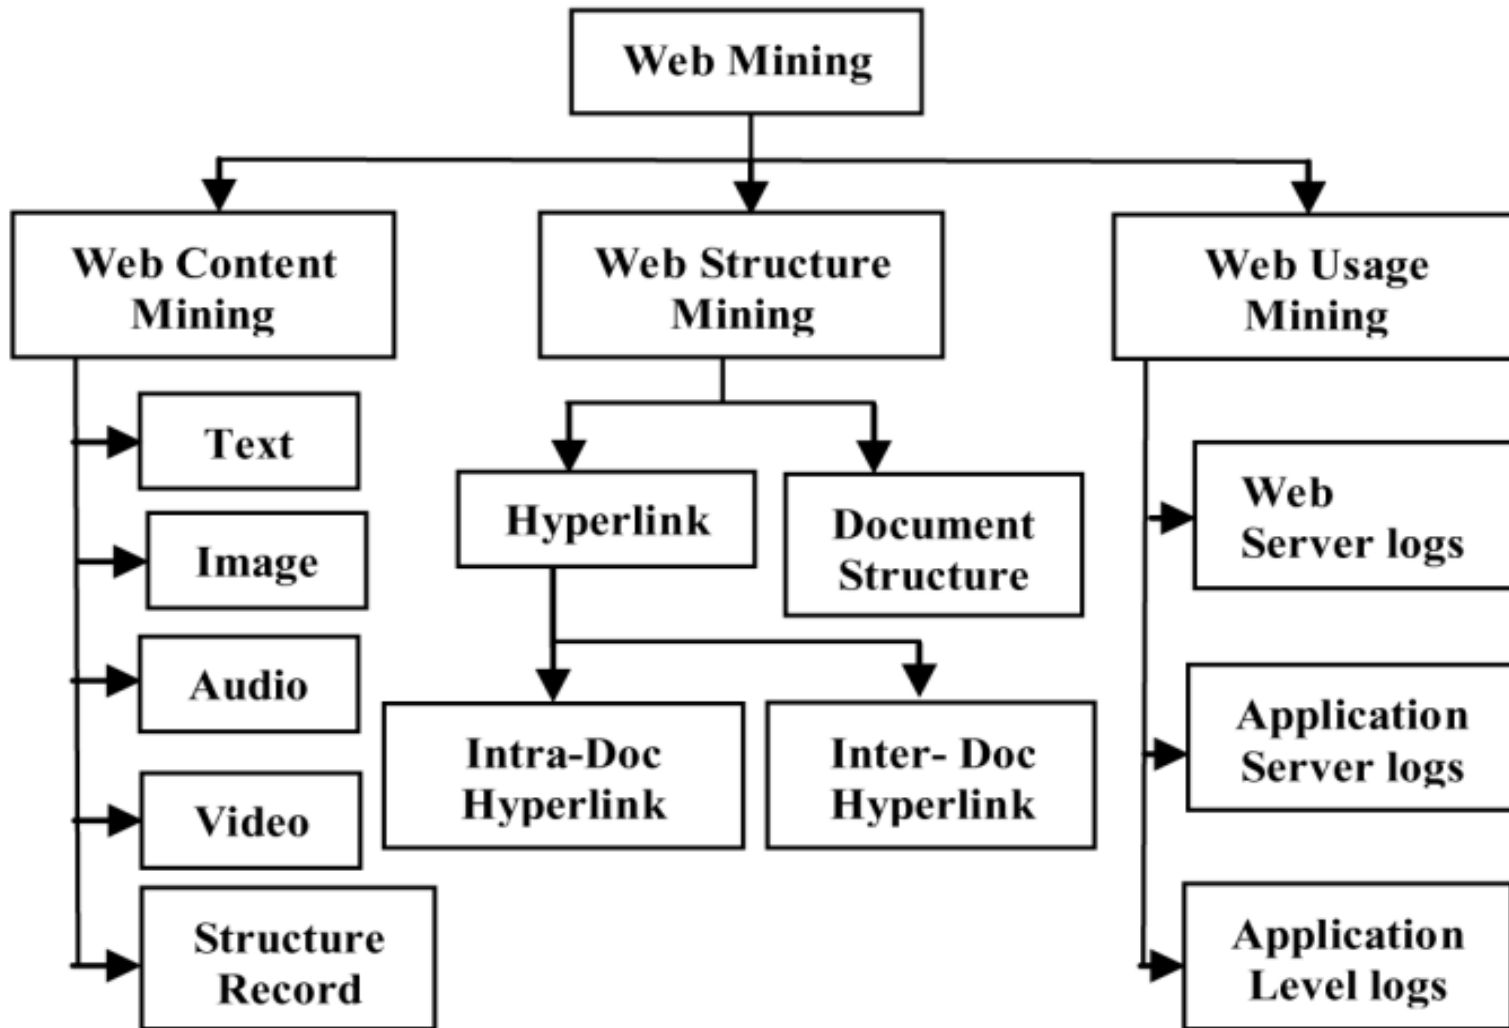 Web Mining
Web Content
Mining
Web Structure
Mining
Web Usage
Mining
Text
Image
Audio
Video
Structure
Record
Hyperlink
Document
Structure
Intra-Doc
Hyperlink
Inter- Doc
Hyperlink
Web
Server logs
Application
Server logs
Application
Level logs